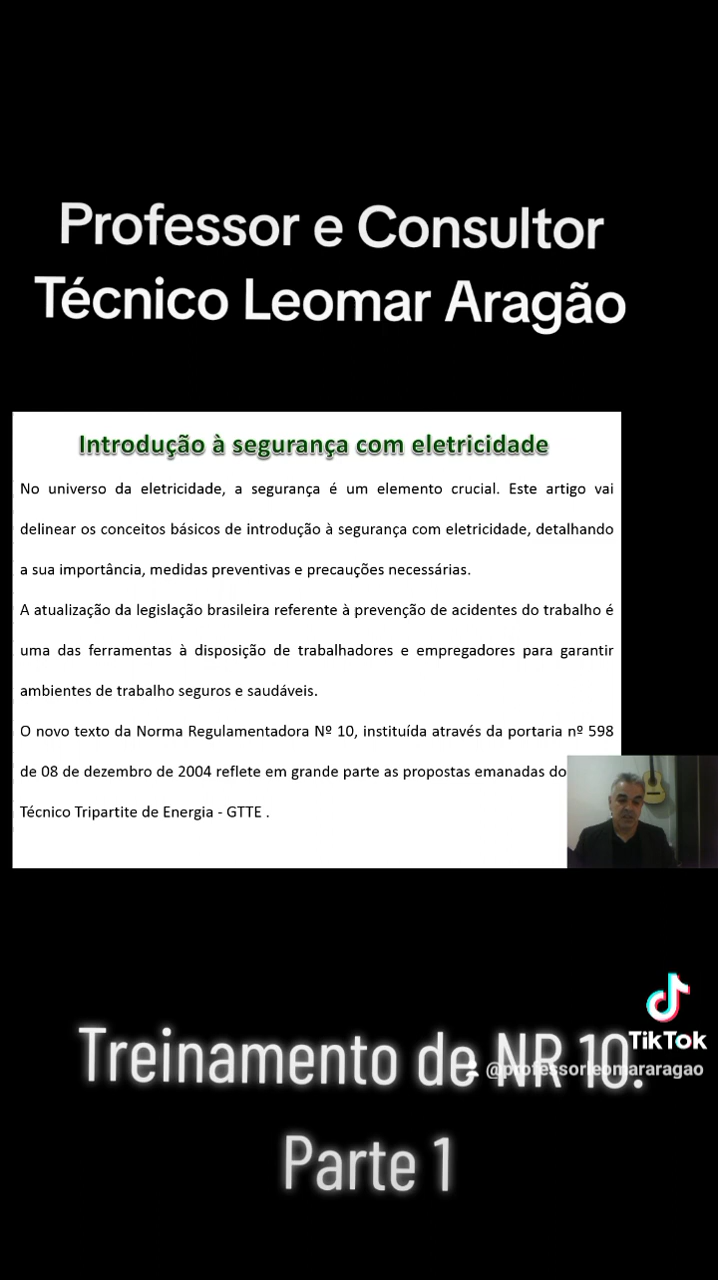 Professor e Consultor
Técnico Leomar Aragão
Introdução à segurança com eletricidade
No universo da eletricidade, a segurança é um elemento crucial. Este artigo vai
delinear os conceitos básicos de introdução à segurança com eletricidade, detalhando
a sua importância, medidas preventivas e precauções necessárias.
A atualização da legislação brasileira referente à prevenção de acidentes do trabalho é
uma das ferramentas à disposição de trabalhadores e empregadores para garantir
ambientes de trabalho seguros e saudáveis.
O novo texto da Norma Regulamentadora Nº 10, instituída através da portaria nº 598
de 08 de dezembro de 2004 reflete em grande parte as propostas emanadas do
Técnico Tripartite de Energia - GTTE .
TikTok
@professorleomararagao
Treinamento de NR 10.
Parte 1